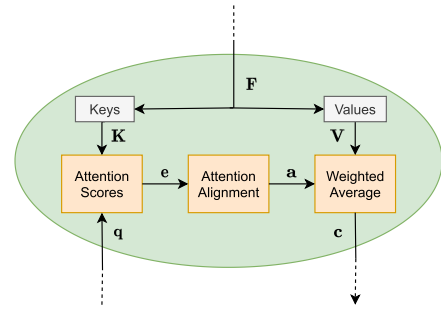 F
Keys
Values
K
V
Attention
Scores
e
Attention
Alignment
a
Weighted
Average
q
c